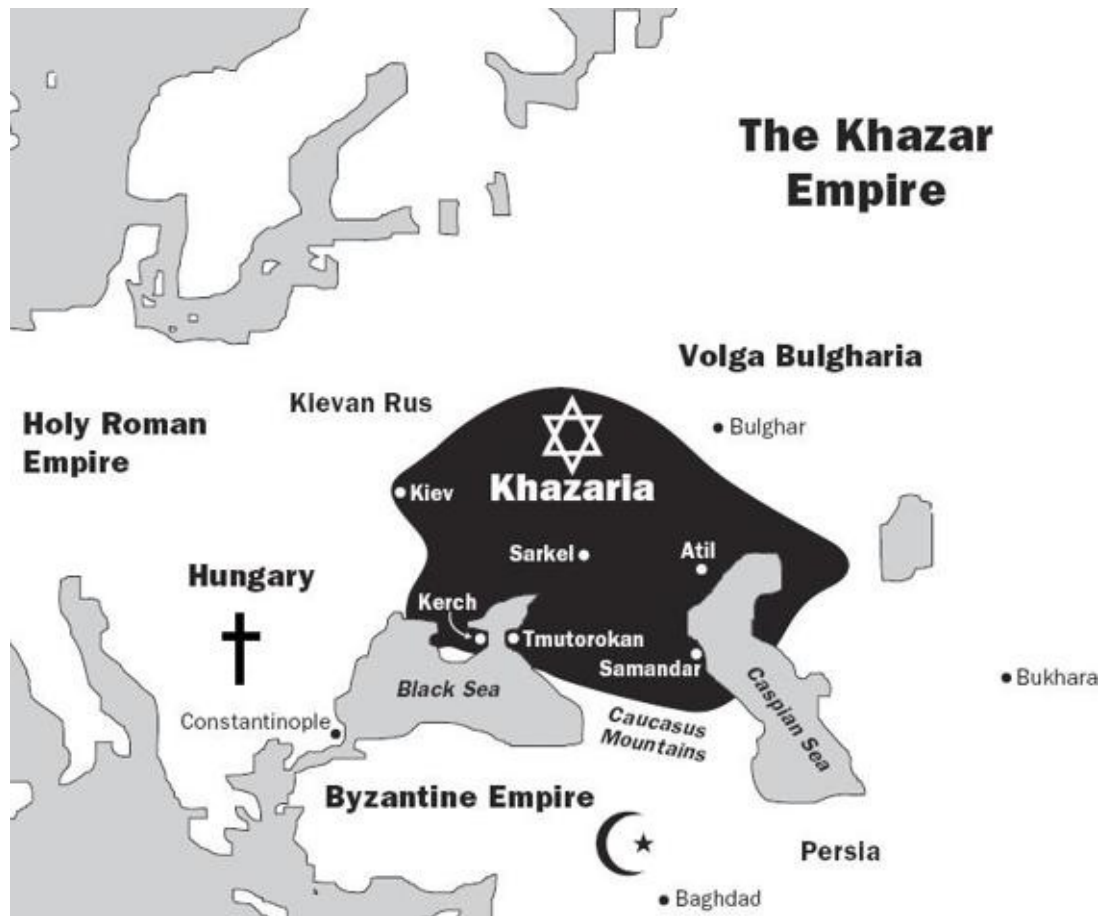 The Khazar
Empire
Volga Bulgharia
Kievan Rus
Holy Roman
Empire
Bulghar
Khazaria
Kiev
Sarkel
Atil
Hungary
Kerch
Tmutorokan
Samandar
Black Sea
Bukhara
Constantinople
Caucasus
Mountains
Caspian Sea
Byzantine Empire
Persia
Baghdad